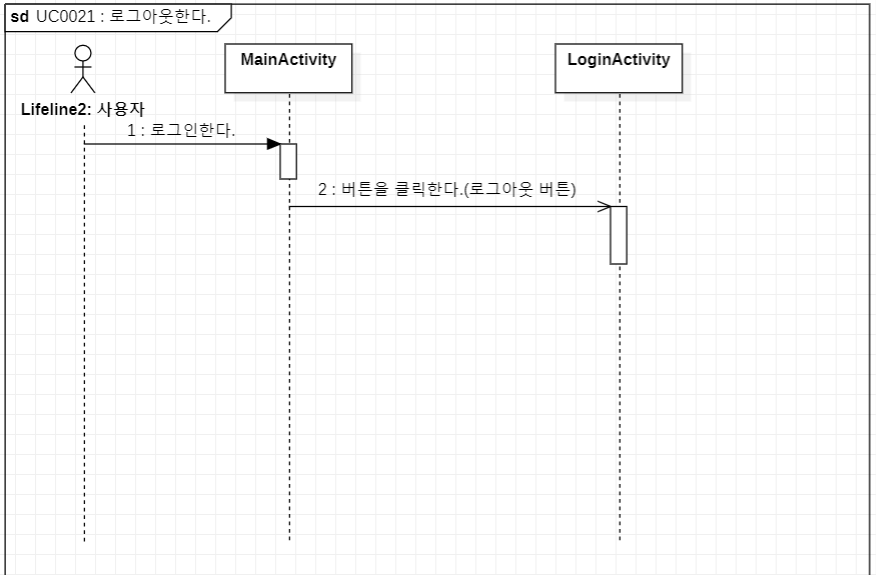 sd UC0021 : 로그아웃한다.
MainActivity
LoginActivity
Lifeline2: 사용자
1 : 로그인한다.
2 : 버튼을 클릭한다.(로그아웃 버튼)